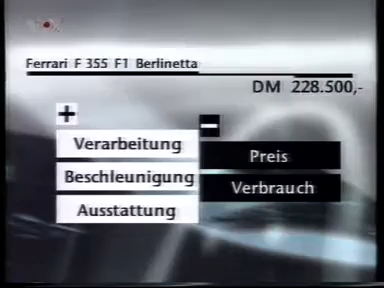 Ferrari F 355 F1 Berlinetta
DM 228.500,-
+
Verarbeitung
Beschleunigung
Ausstattung
–
Preis
Verbrauch